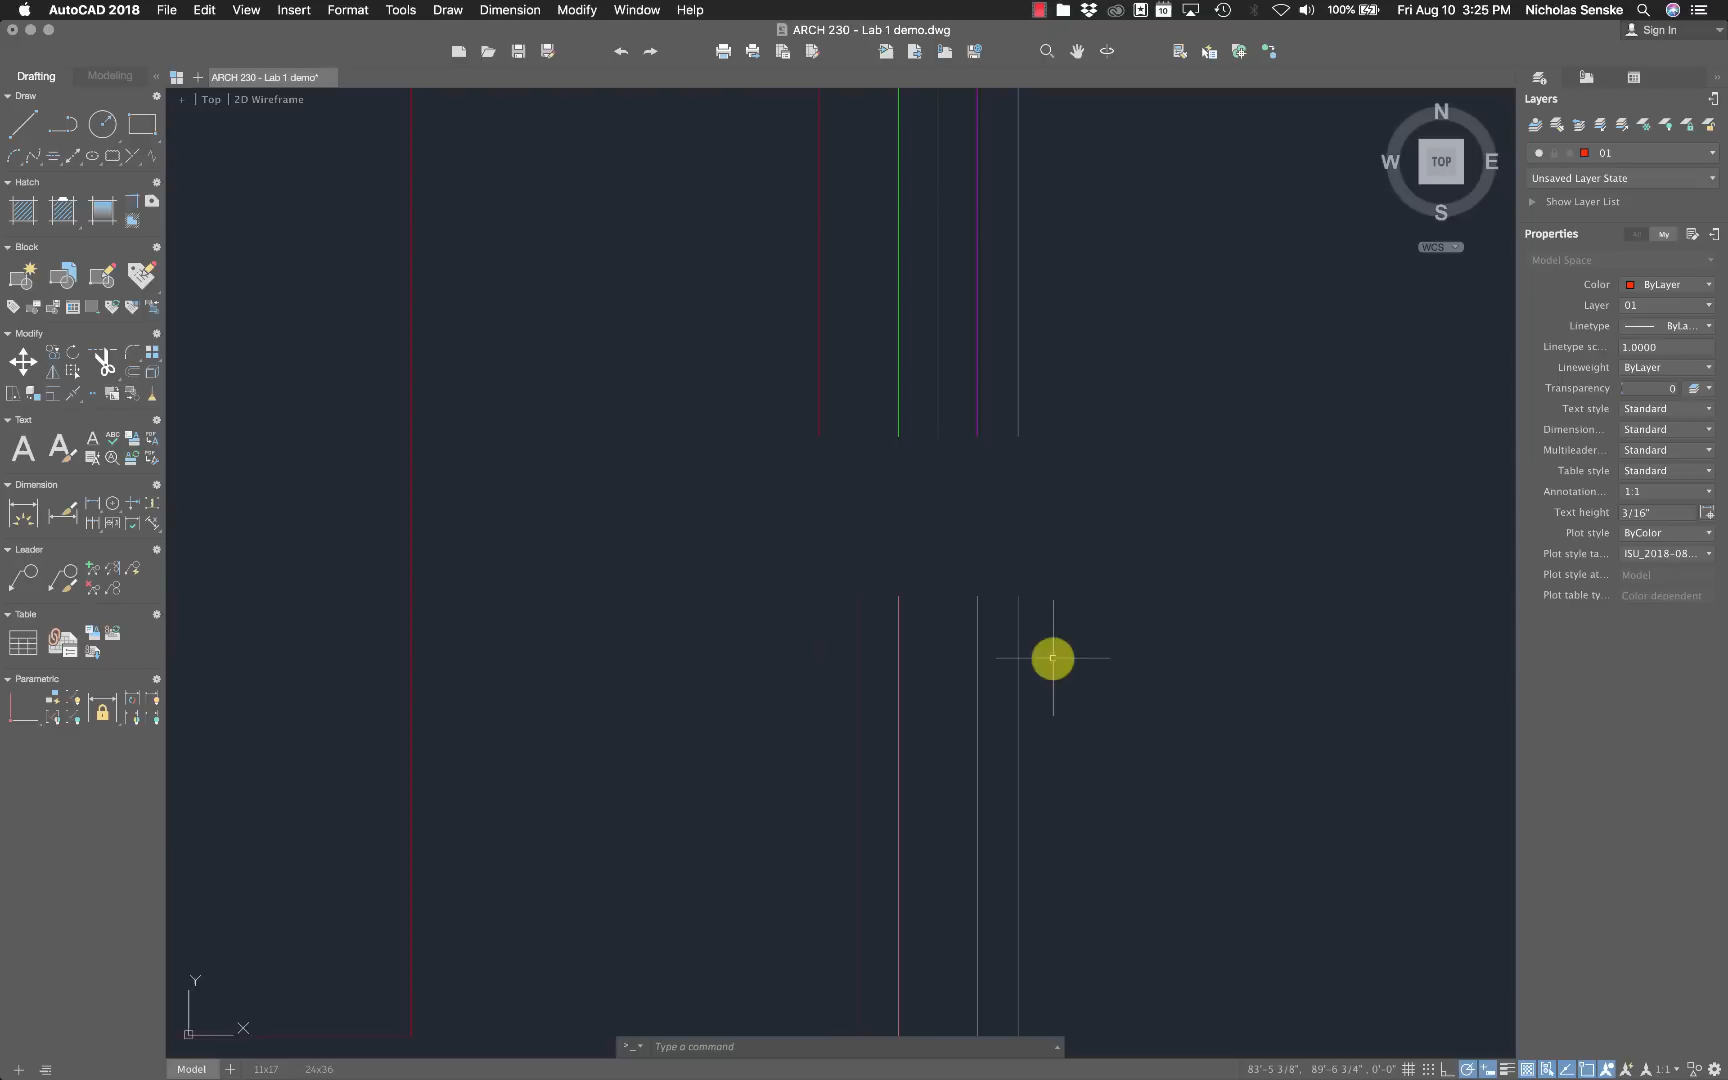 AutoCAD 2018 File Edit View Insert Format Tools Draw Dimension Modify Window Help 10 100% Fri Aug 10 3:25 PM Nicholas Senske
ARCH 230 - Lab 1 demo.dwg
Sign In
Drafting Modeling ARCH 230 - Lab 1 demo*
Draw
+ | Top | 2D Wireframe
Layers
N
01
W TOP E
Unsaved Layer State
Hatch
Show Layer List
S
Properties All My
Block
WCS
Model Space
Color ByLayer
Layer 01
Linetype ByLa...
Modify
Linetype sc... 1.0000
Lineweight ByLayer
Transparency 0
Text style Standard
Text
Dimension... Standard
Multileader... Standard
Table style Standard
Dimension
Annotation... 1:1
Text height 3/16"
Plot style ByColor
Leader
Plot style ta... ISU_2018-08...
Plot style at... Model
Plot table ty... Color dependent
Table
Parametric
Y
X
Type a command
Model 11x17 24x36 83'-5 3/8", 89'-6 3/4", 0'-0" 1:1